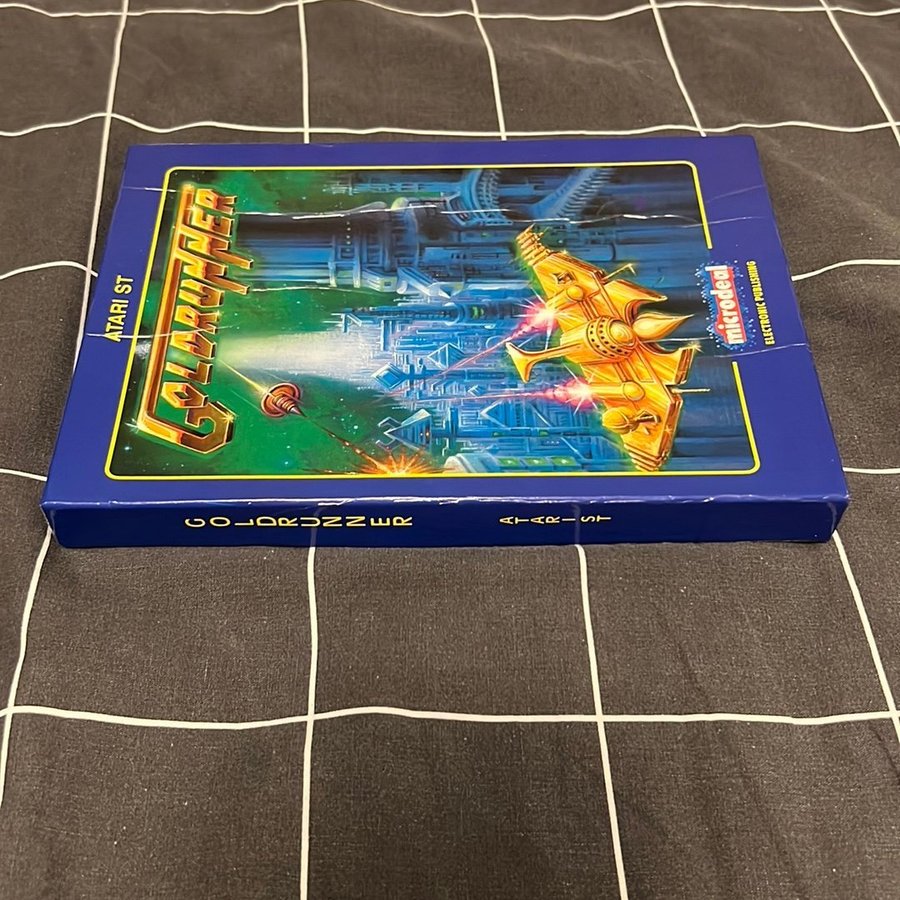 ATARI ST
GOLDRUNNER
microdeal
ELECTRONIC PUBLISHING
GOLDRUNNER
ATARI ST